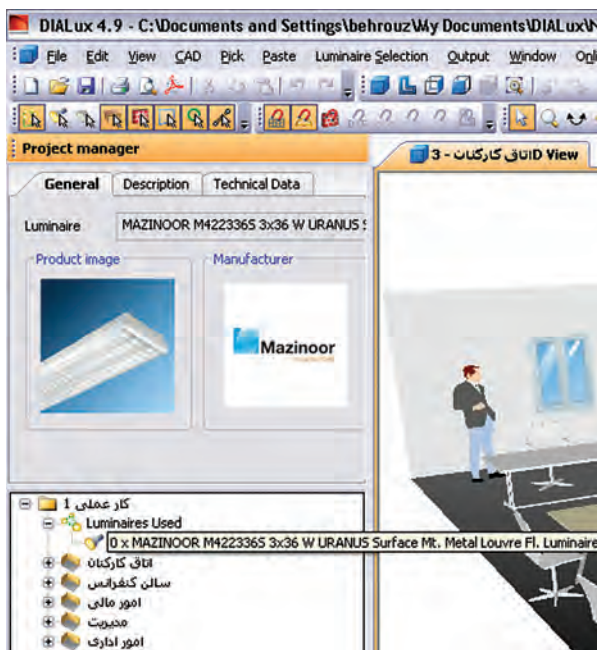 DIALux 4.9 - C:\Documents and Settings\behrouz\My Documents\DIALux\
File Edit View CAD Pick Paste Luminaire Selection Output Window Onli
Project manager
اتاق کارکنان - 3D View
General Description Technical Data
Luminaire MAZINOOR M422336S 3x36 W URANUS S
Product image Manufacturer
Mazinoor
کار عملی 1
Luminaires Used
0 x MAZINOOR M422336S 3x36 W URANUS Surface Mt. Metal Louvre Fl. Luminaire
اتاق کارکنان
سالن کنفرانس
امور مالی
مدیریت
امور اداری